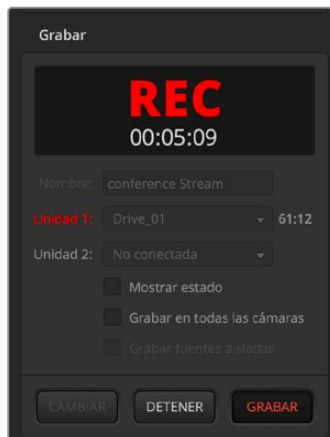 Grabar
REC
00:05:09
Nombre: conference Stream
Unidad 1: Drive_01 61:12
Unidad 2: No conectada
Mostrar estado
Grabar en todas las cámaras
Grabar fuentes aisladas
CAMBIAR DETENER GRABAR